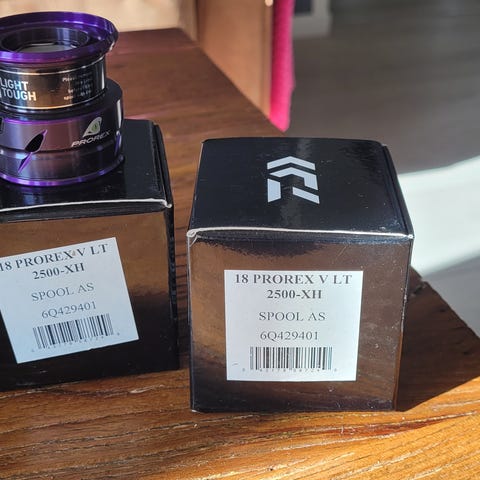 LIGHT
TOUGH
PROREX
18 PROREX V LT
2500-XH
SPOOL AS
6Q429401
18 PROREX V LT
2500-XH
SPOOL AS
6Q429401